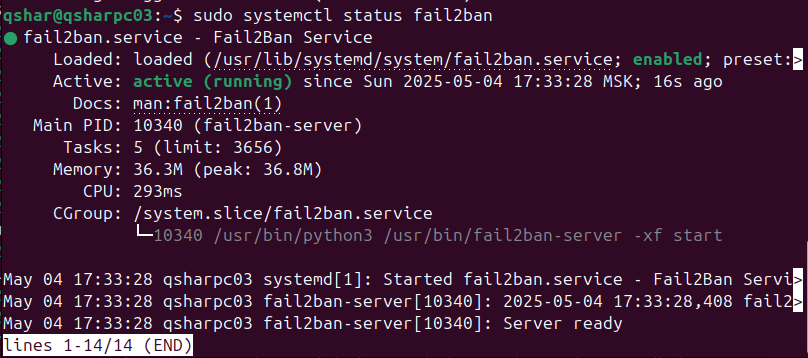 qshar@qsharpc03:~$ sudo systemctl status fail2ban
● fail2ban.service - Fail2Ban Service
     Loaded: loaded (/usr/lib/systemd/system/fail2ban.service; enabled; preset:>
     Active: active (running) since Sun 2025-05-04 17:33:28 MSK; 16s ago
       Docs: man:fail2ban(1)
   Main PID: 10340 (fail2ban-server)
      Tasks: 5 (limit: 3656)
     Memory: 36.3M (peak: 36.8M)
        CPU: 293ms
     CGroup: /system.slice/fail2ban.service
             └─10340 /usr/bin/python3 /usr/bin/fail2ban-server -xf start
May 04 17:33:28 qsharpc03 systemd[1]: Started fail2ban.service - Fail2Ban Servi>
May 04 17:33:28 qsharpc03 fail2ban-server[10340]: 2025-05-04 17:33:28,408 fail2>
May 04 17:33:28 qsharpc03 fail2ban-server[10340]: Server ready
lines 1-14/14 (END)